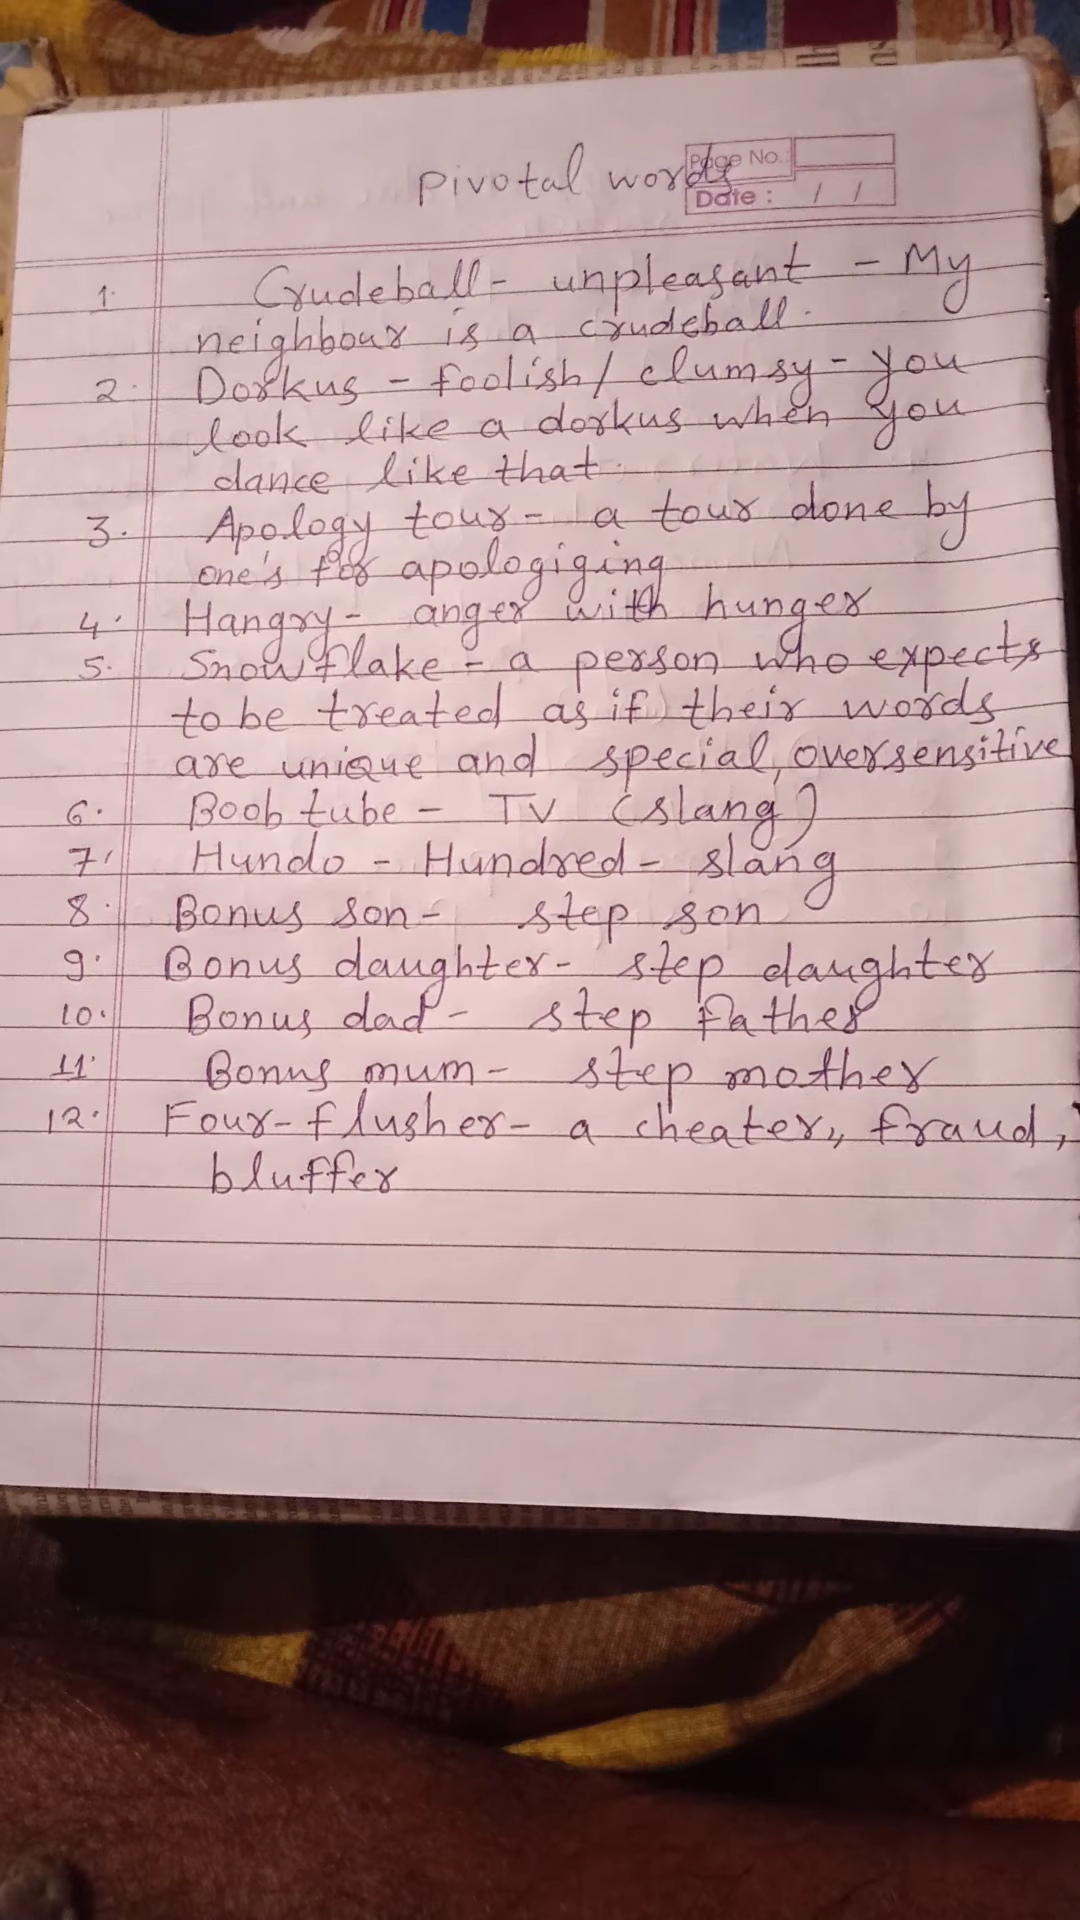 Pivotal words
Page No.:
Date : / /
1. Crudeball - unpleasant - My
neighbour is a crudeball.
2. Dorkus - foolish/clumsy - you
look like a dorkus when you
dance like that.
3. Apology tour - a tour done by
one's for apologiging
4. Hangry - anger with hunger
5. Snow flake - a person who expects
to be treated as if their words
are unique and special, oversensitive
6. Boob tube - TV (slang)
7. Hundo - Hundred - slang
8. Bonus son - step son
9. Bonus daughter - step daughter
10. Bonus dad - step father
11. Bonus mum - step mother
12. Four-flusher - a cheater,, fraud,
bluffer